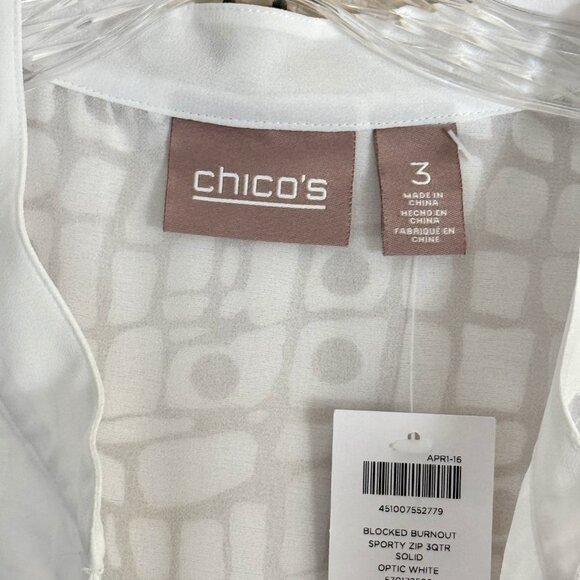 chico's
3
MADE IN
CHINA
HECHO EN
CHINA
FABRIQUÉ EN
CHINE
APR1-16
451007552779
BLOCKED BURNOUT
SPORTY ZIP 3QTR
SOLID
OPTIC WHITE